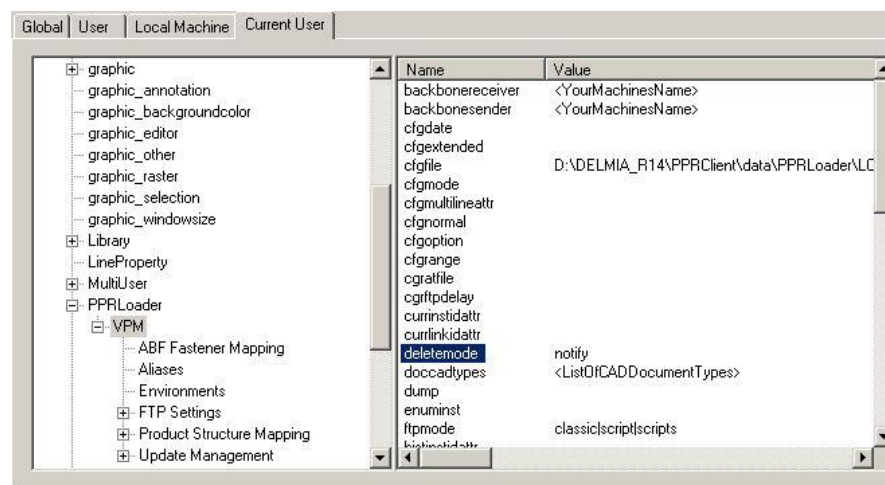 Global User Local Machine Current User
graphic
graphic_annotation
graphic_backgroundcolor
graphic_editor
graphic_other
graphic_raster
graphic_selection
graphic_windowsize
Library
LineProperty
MultiUser
PPRLoader
VPM
ABF Fastener Mapping
Aliases
Environments
FTP Settings
Product Structure Mapping
Update Management
Name Value
backbonereceiver <YourMachinesName>
backbonesender <YourMachinesName>
cfgdate
cfgextended
cfgfile D:\DELMIA_R14\PPRClient\data\PPRLoader\LC
cfgmode
cfgmultilineattr
cfgnormal
cfgoption
cfgrange
cgratfile
cgrftpdelay
currinstidattr
currlinkidattr
deletemode notify
doccadtypes <ListOfCADDocumentTypes>
dump
enuminst
ftpmode classic|script|scripts